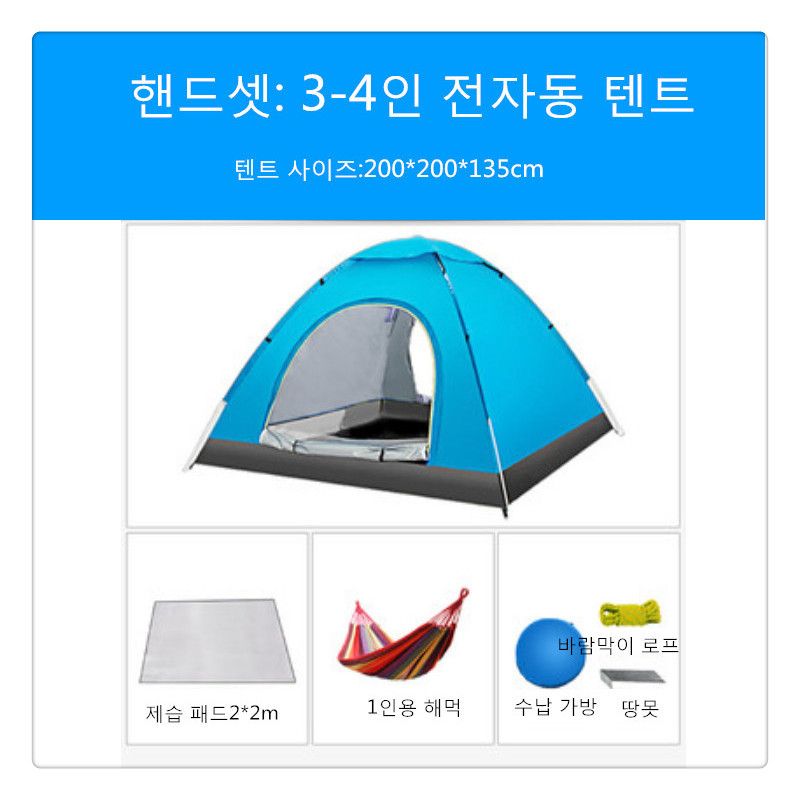 핸드셋: 3-4인 전자동 텐트
텐트 사이즈:200*200*135cm
제습 패드2*2m
1인용 해먹
바람막이 로프
수납 가방
땅못